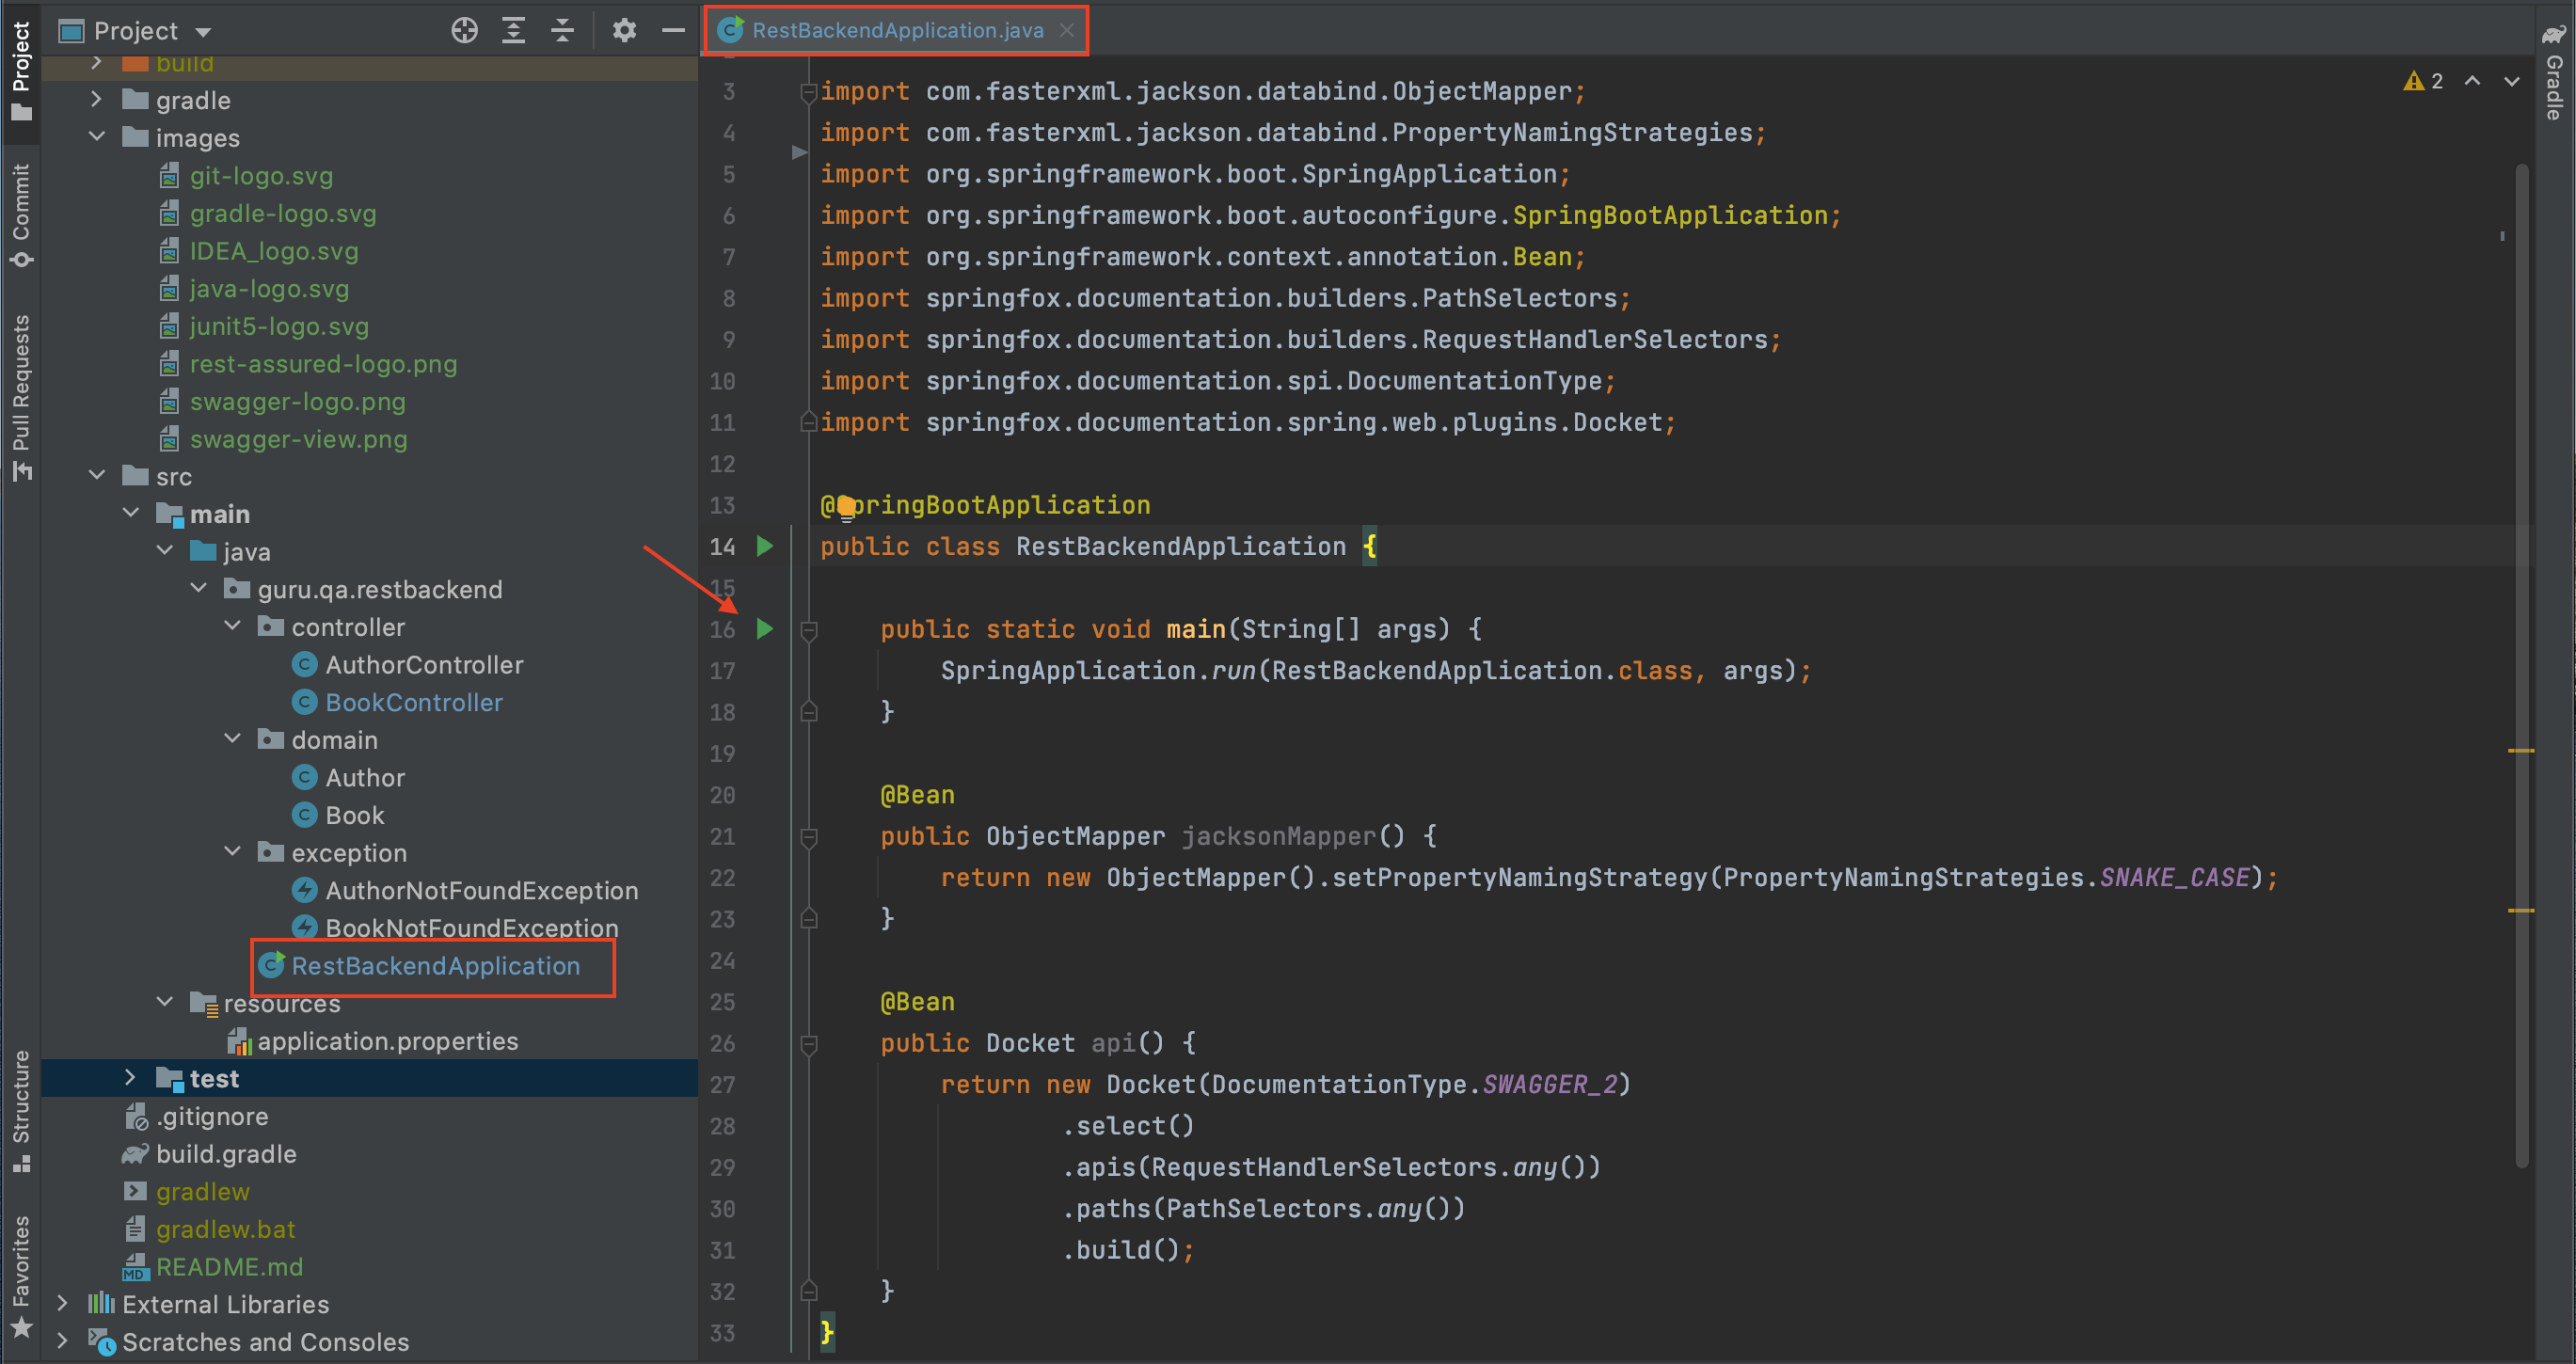 Project
Commit
Pull Requests
Structure
Favorites
Project
build
gradle
images
git-logo.svg
gradle-logo.svg
IDEA_logo.svg
java-logo.svg
junit5-logo.svg
rest-assured-logo.png
swagger-logo.png
swagger-view.png
src
main
java
guru.qa.restbackend
controller
AuthorController
BookController
domain
Author
Book
exception
AuthorNotFoundException
BookNotFoundException
RestBackendApplication
resources
application.properties
test
.gitignore
build.gradle
gradlew
gradlew.bat
README.md
External Libraries
Scratches and Consoles
RestBackendApplication.java
2
3 import com.fasterxml.jackson.databind.ObjectMapper;
4 import com.fasterxml.jackson.databind.PropertyNamingStrategies;
5 import org.springframework.boot.SpringApplication;
6 import org.springframework.boot.autoconfigure.SpringBootApplication;
7 import org.springframework.context.annotation.Bean;
8 import springfox.documentation.builders.PathSelectors;
9 import springfox.documentation.builders.RequestHandlerSelectors;
10 import springfox.documentation.spi.DocumentationType;
11 import springfox.documentation.spring.web.plugins.Docket;
12
13 @SpringBootApplication
14 public class RestBackendApplication {
15
16 public static void main(String[] args) {
17 SpringApplication.run(RestBackendApplication.class, args);
18 }
19
20 @Bean
21 public ObjectMapper jacksonMapper() {
22 return new ObjectMapper().setPropertyNamingStrategy(PropertyNamingStrategies.SNAKE_CASE);
23 }
24
25 @Bean
26 public Docket api() {
27 return new Docket(DocumentationType.SWAGGER_2)
28 .select()
29 .apis(RequestHandlerSelectors.any())
30 .paths(PathSelectors.any())
31 .build();
32 }
33 }
Gradle